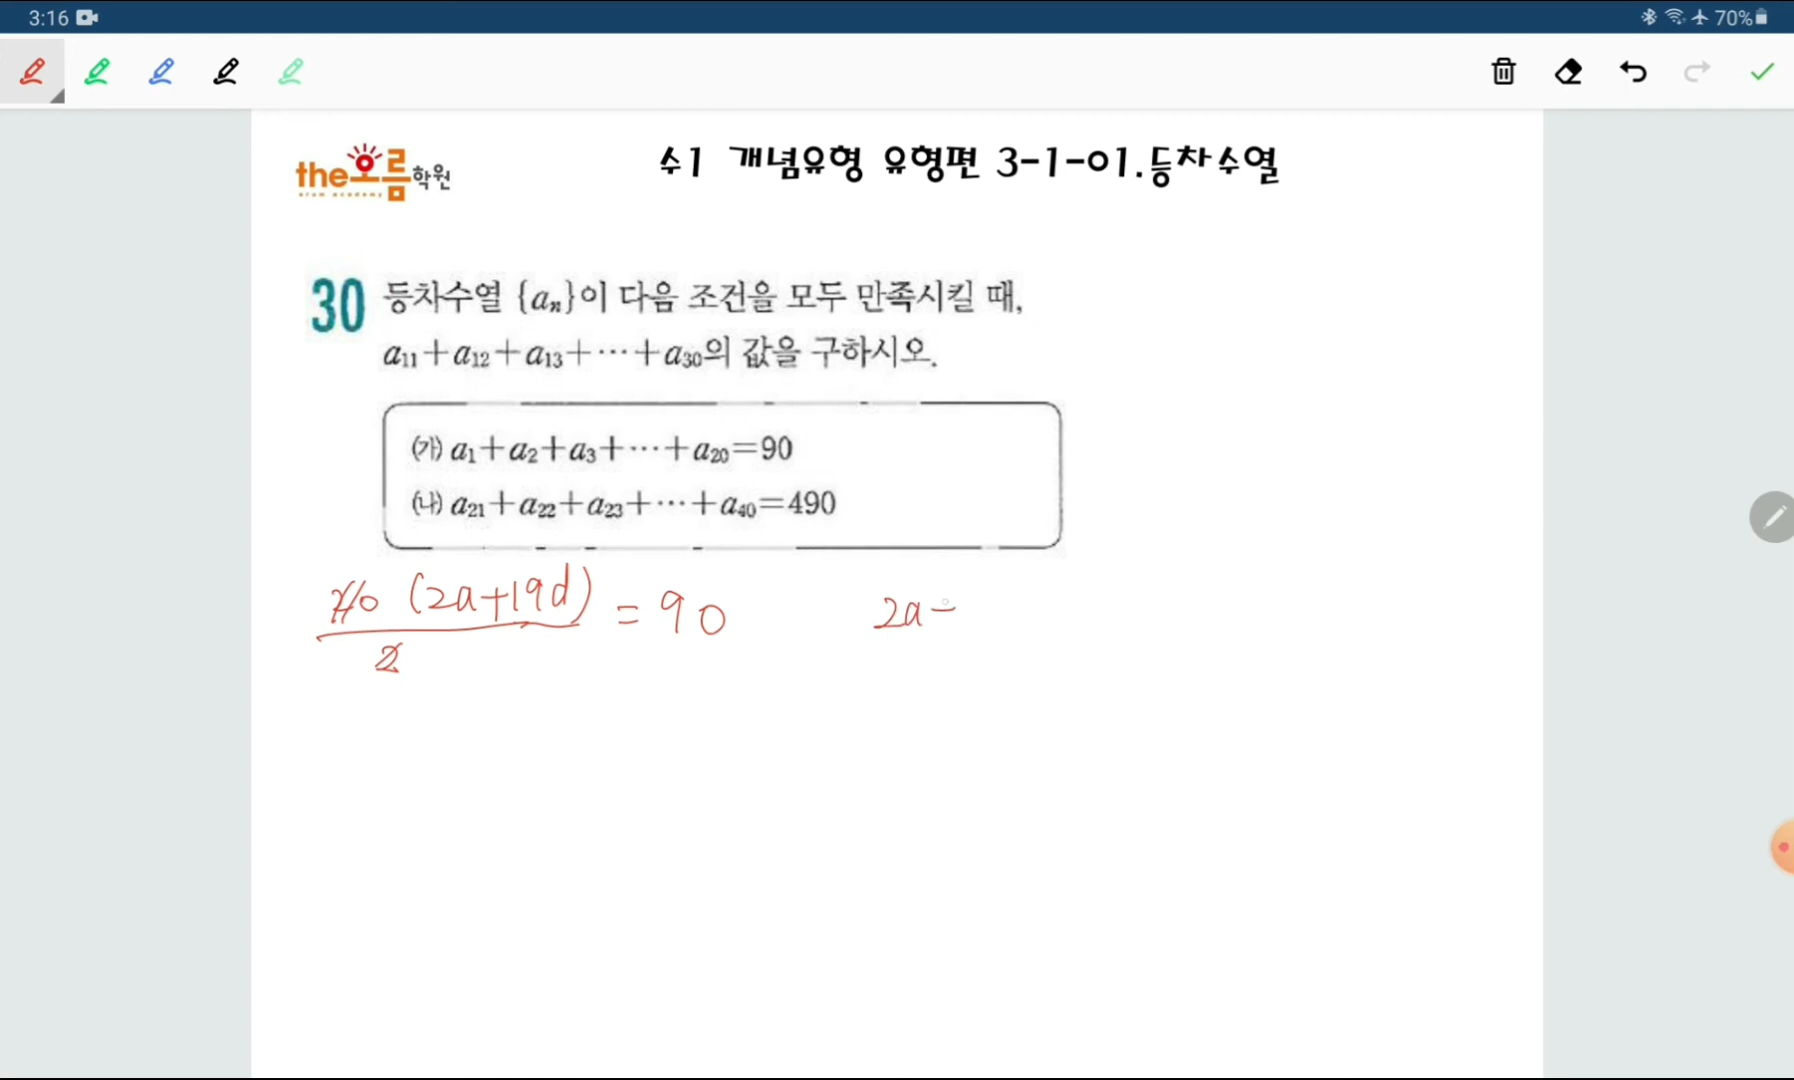 3:16
70%
the오름학원
수1 개념유형 유형편 3-1-01.등차수열
30 등차수열 {aₙ}이 다음 조건을 모두 만족시킬 때,
a₁₁+a₁₂+a₁₃+⋯+a₃₀의 값을 구하시오.
㈎ a₁+a₂+a₃+⋯+a₂₀=90
㈏ a₂₁+a₂₂+a₂₃+⋯+a₄₀=490
(2a+19d)
= 90
2
2a-